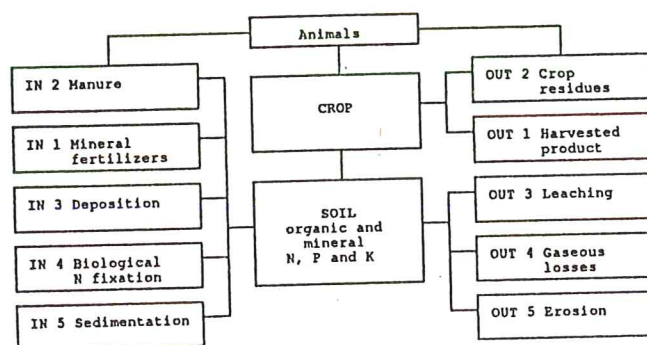 Animals
IN 2 Manure
IN 1 Mineral
fertilizers
IN 3 Deposition
IN 4 Biological
N fixation
IN 5 Sedimentation
CROP
SOIL
organic and
mineral
N, P and K
OUT 2 Crop
residues
OUT 1 Harvested
product
OUT 3 Leaching
OUT 4 Gaseous
losses
OUT 5 Erosion